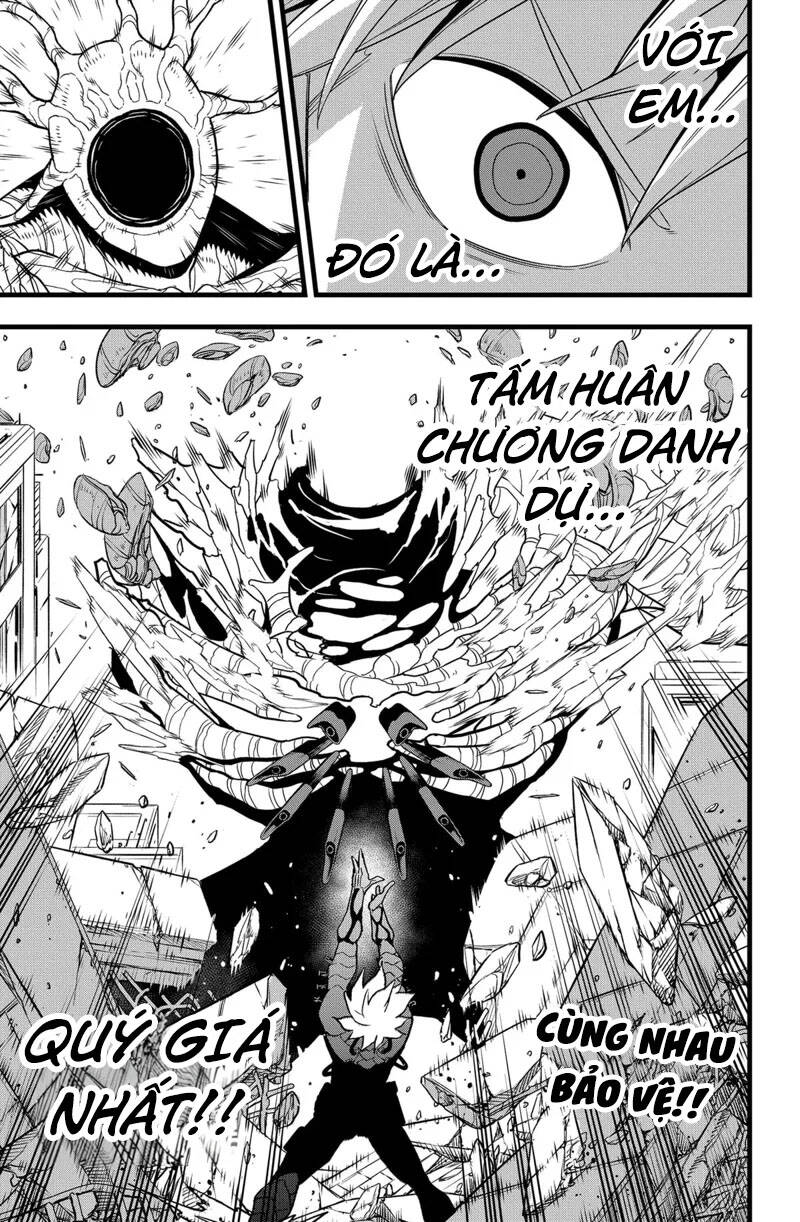 VỚI
EM...
ĐÓ LÀ...
TẤM HUÂN
CHƯƠNG DANH
DỰ...
CÙNG NHAU
BẢO VỆ!!
QUÝ GIÁ
NHẤT!!